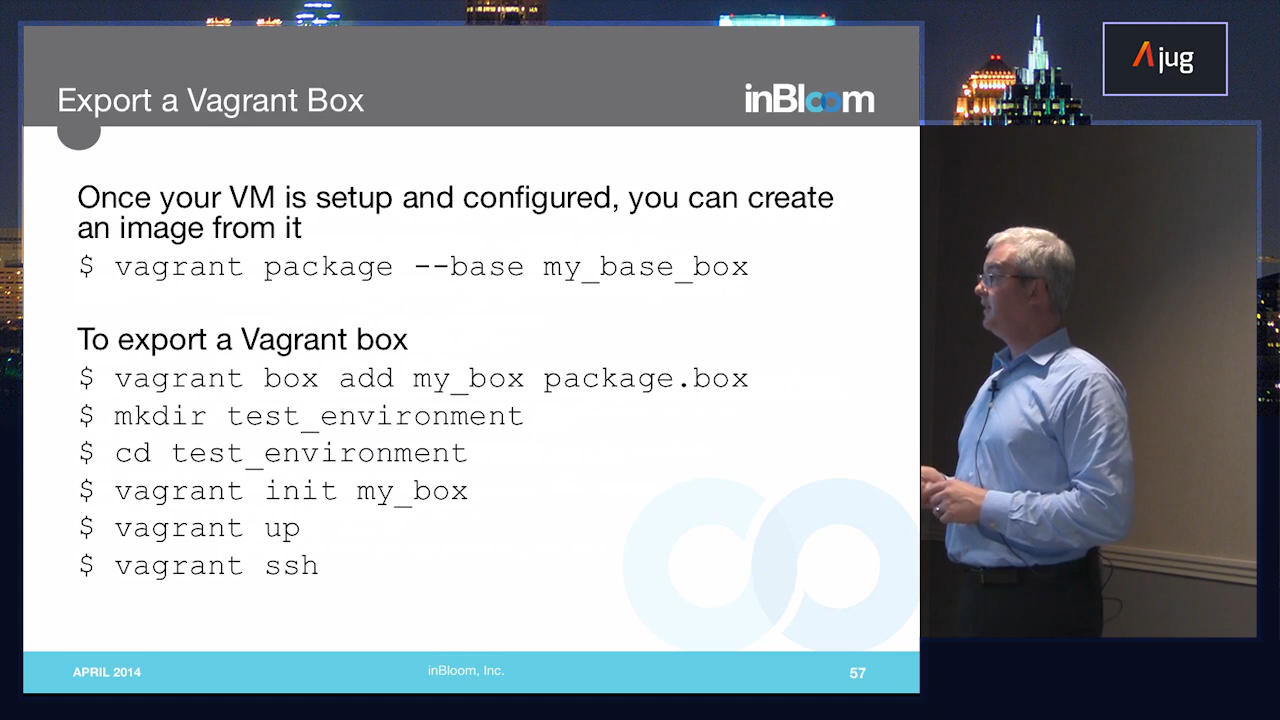 Export a Vagrant Box
inBloom
Ajug
Once your VM is setup and configured, you can create
an image from it
$ vagrant package --base my_base_box
To export a Vagrant box
$ vagrant box add my_box package.box
$ mkdir test_environment
$ cd test_environment
$ vagrant init my_box
$ vagrant up
$ vagrant ssh
APRIL 2014
inBloom, Inc.
57